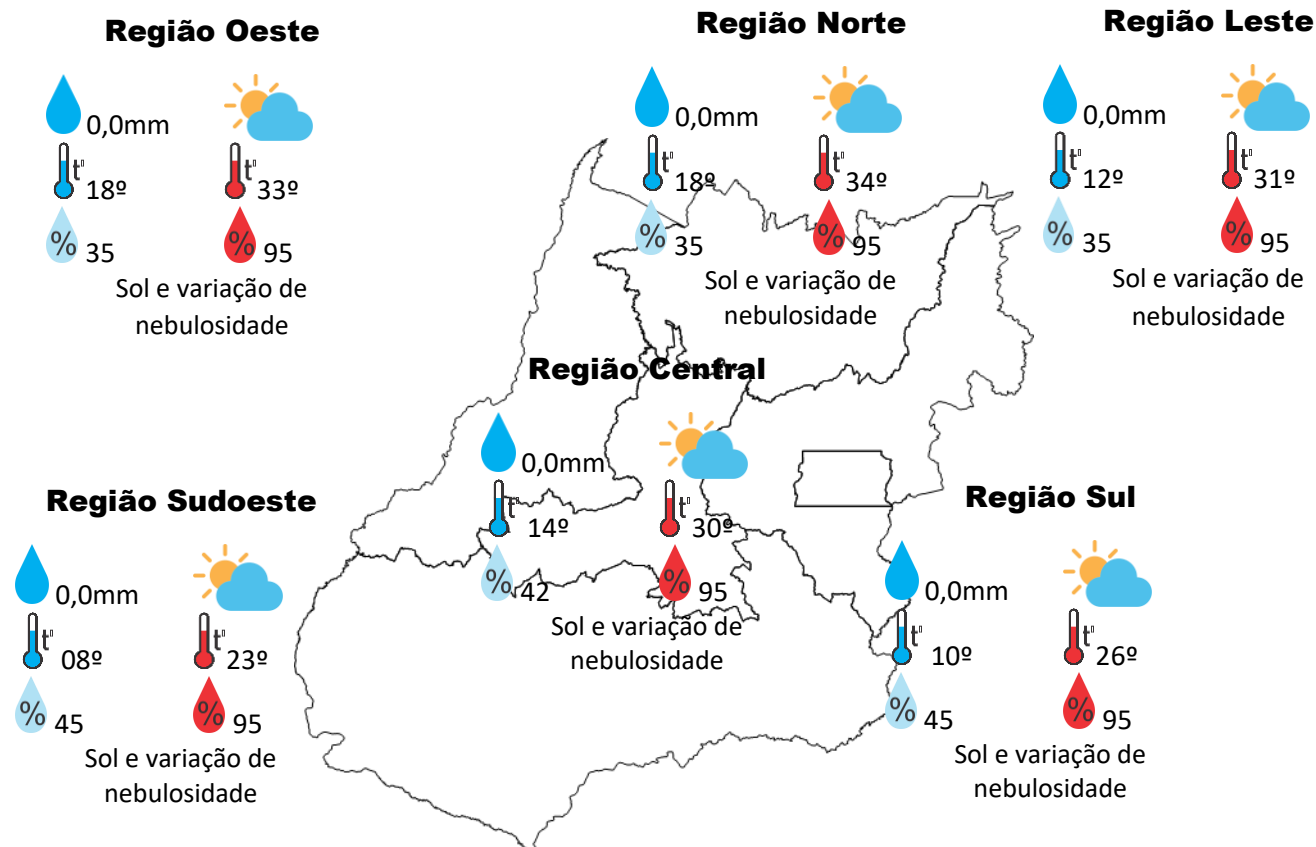 Região Oeste
0,0mm
t°
18º
33º
%
35
%
95
Sol e variação de
nebulosidade
Região Norte
0,0mm
t°
18º
t°
34º
%
35
%
95
Sol e variação de
nebulosidade
Região Leste
0,0mm
t°
12º
t°
31º
%
35
%
95
Sol e variação de
nebulosidade
Região Central
0,0mm
t°
14º
t°
30º
%
42
%
95
Sol e variação de
nebulosidade
Região Sudoeste
0,0mm
t°
08º
t°
23º
%
45
%
95
Sol e variação de
nebulosidade
Região Sul
0,0mm
t°
10º
t°
26º
%
45
%
95
Sol e variação de
nebulosidade